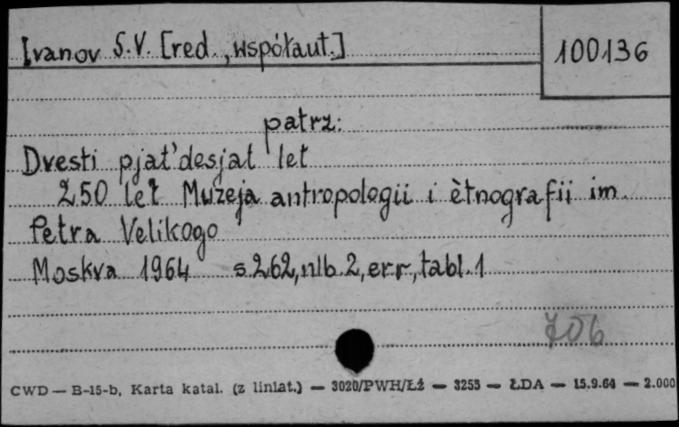 Ivanov S.V. [red., współaut.]
100136
patrz:
Dvesti pjat'desjat let
250 let Muzeja antropologii i ètnografii im.
Petra Velikogo
Moskva 1964 s.262, nlb.2, err., tabl.1
706
CWD — B-15-b, Karta katal. (z liniat.) — 3020/PWH/Łź — 3255 — ŁDA — 15.9.64 — 2.000